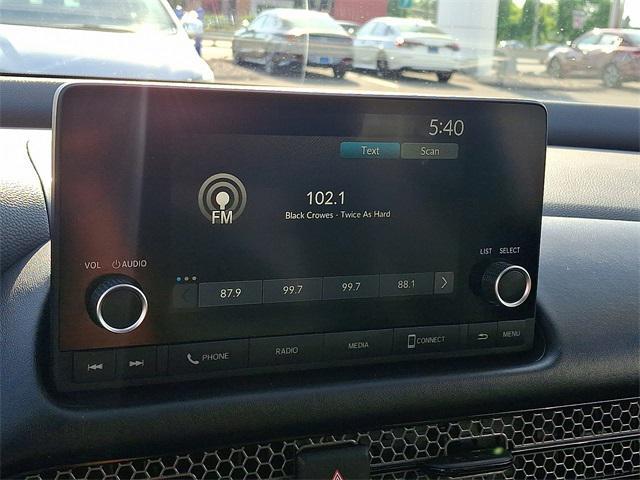 5:40
Text Scan
102.1
Black Crowes - Twice As Hard
FM
VOL AUDIO
LIST SELECT
87.9 99.7 99.7 88.1
PHONE RADIO MEDIA CONNECT MENU